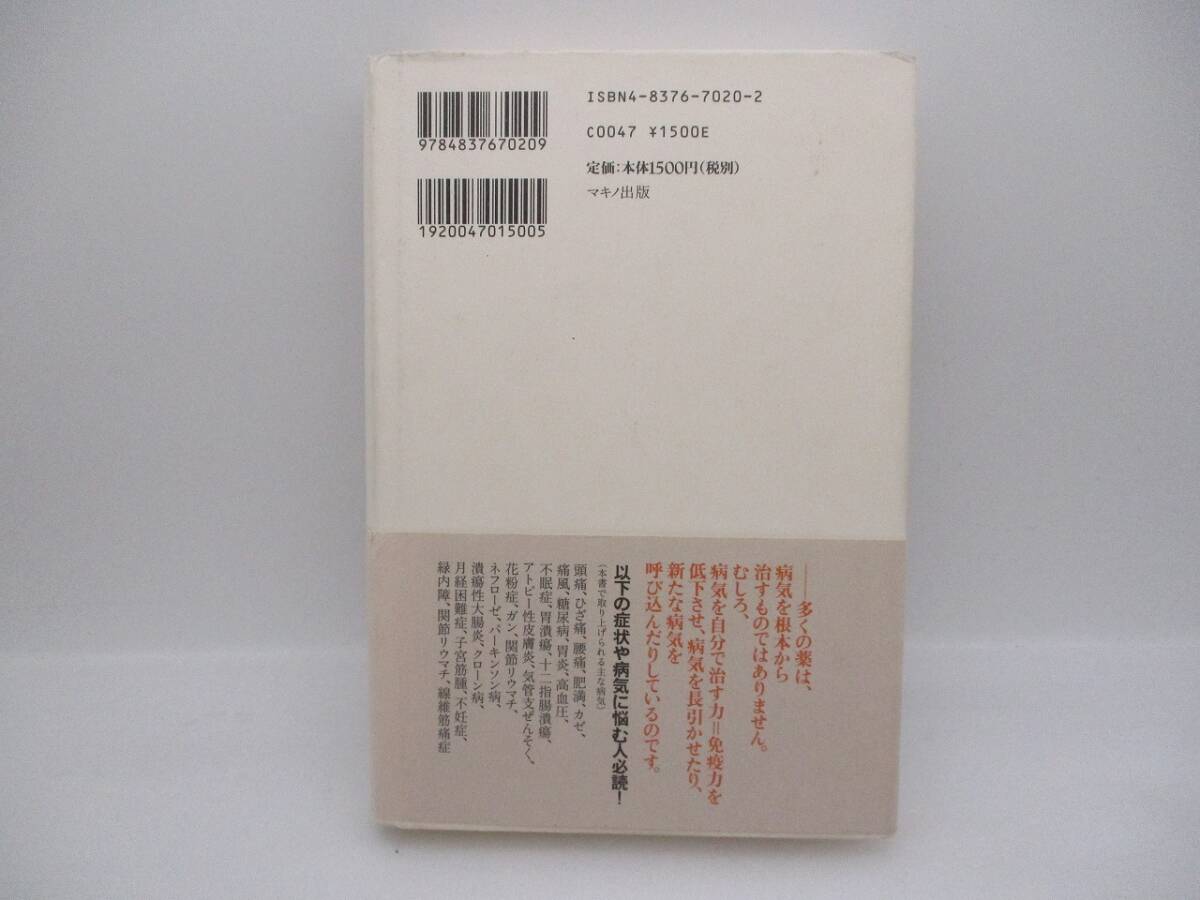 ISBN4-8376-7020-2
C0047 ¥1500E
定価：本体1500円（税別）
マキノ出版
9784837670209
1920047015005
――多くの薬は、
病気を根本から
治すものではありません。
むしろ、
病気を自分で治す力＝免疫力を
低下させ、病気を長引かせたり、
新たな病気を
呼び込んだりしているのです。
以下の症状や病気に悩む人必読！
（本書で取り上げられる主な病気）
頭痛、ひざ痛、腰痛、肥満、カゼ、
痛風、糖尿病、胃炎、高血圧、
不眠症、胃潰瘍、十二指腸潰瘍、
アトピー性皮膚炎、気管支ぜんそく、
花粉症、ガン、関節リウマチ、
ネフローゼ、パーキンソン病、
潰瘍性大腸炎、クローン病、
月経困難症、子宮筋腫、不妊症、
緑内障、関節リウマチ、線維筋痛症